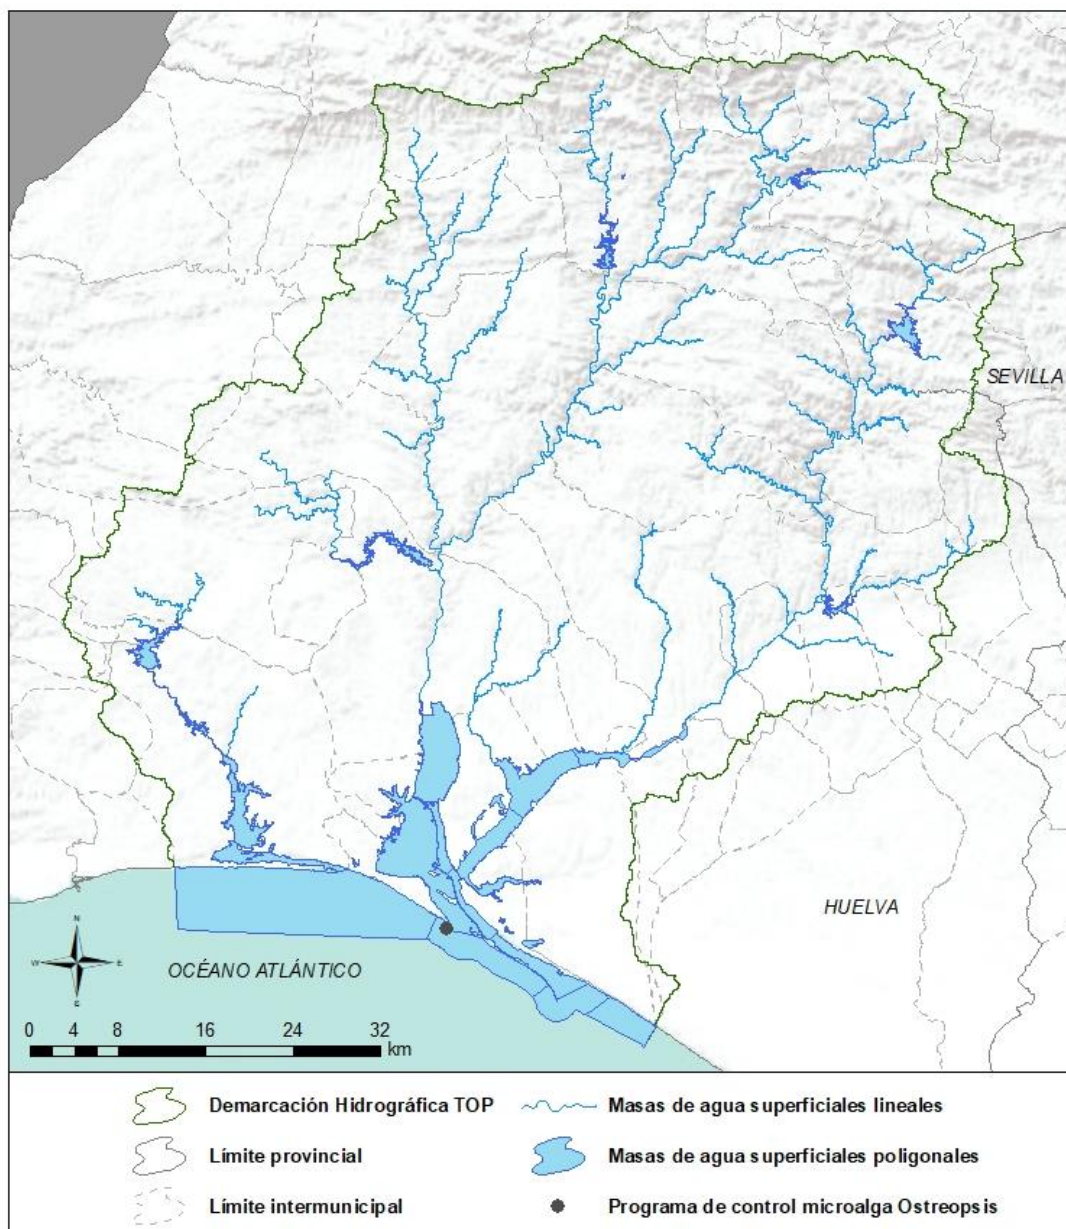 SEVILLA
HUELVA
N
W E
S
OCÉANO ATLÁNTICO
0 4 8 16 24 32
km
Demarcación Hidrográfica TOP
Masas de agua superficiales lineales
Límite provincial
Masas de agua superficiales poligonales
Límite intermunicipal
Programa de control microalga Ostreopsis